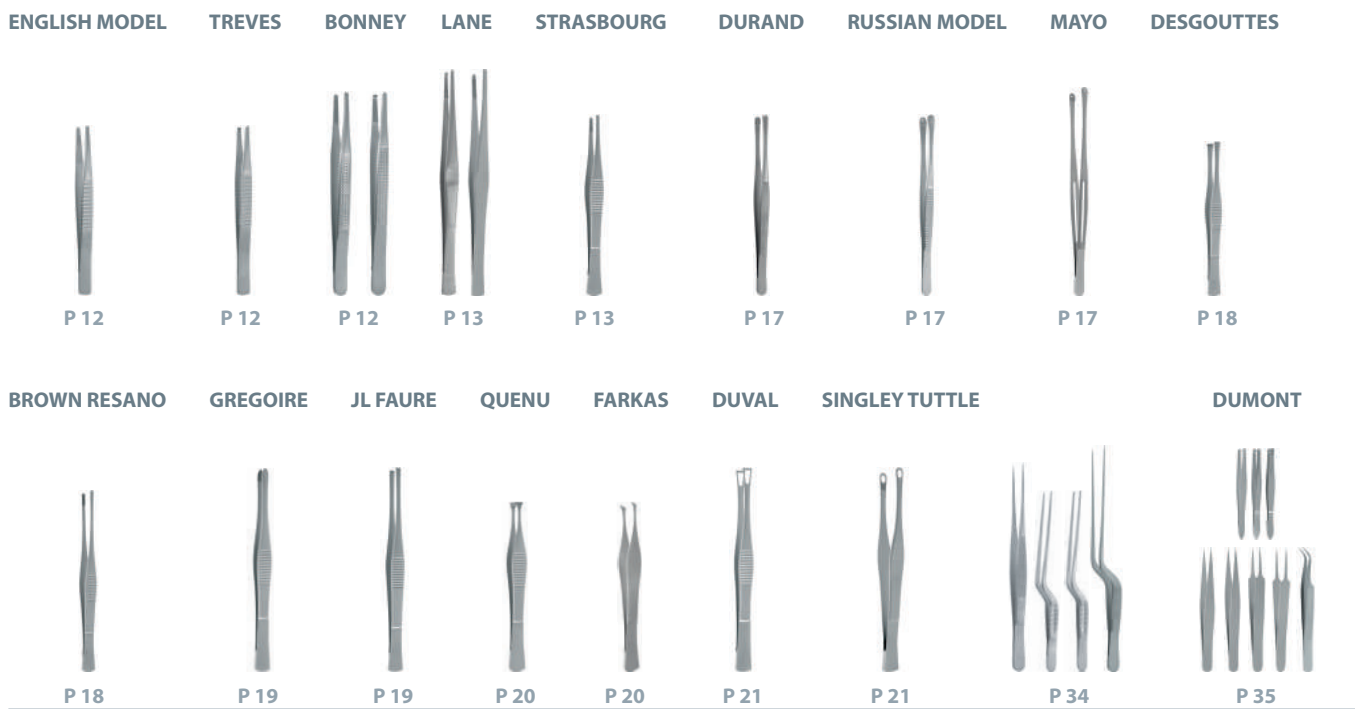 ENGLISH MODEL TREVES BONNEY LANE STRASBOURG DURAND RUSSIAN MODEL MAYO DESGOUTTES
P 12 P 12 P 12 P 13 P 13 P 17 P 17 P 17 P 18
BROWN RESANO GREGOIRE JL FAURE QUENU FARKAS DUVAL SINGLEY TUTTLE DUMONT
P 18 P 19 P 19 P 20 P 20 P 21 P 21 P 34 P 35